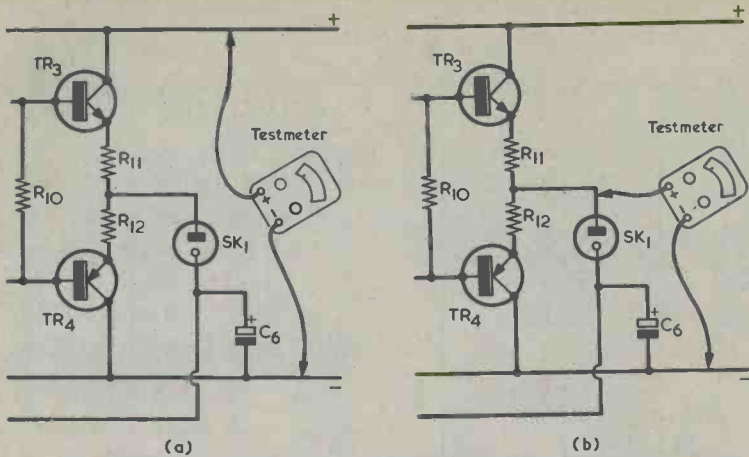 +
TR3
R11
R10
R12
SK1
TR4
+
C6
Testmeter
+
-
-
(a)
+
TR3
R11
R10
R12
SK1
TR4
+
C6
Testmeter
+
-
-
(b)